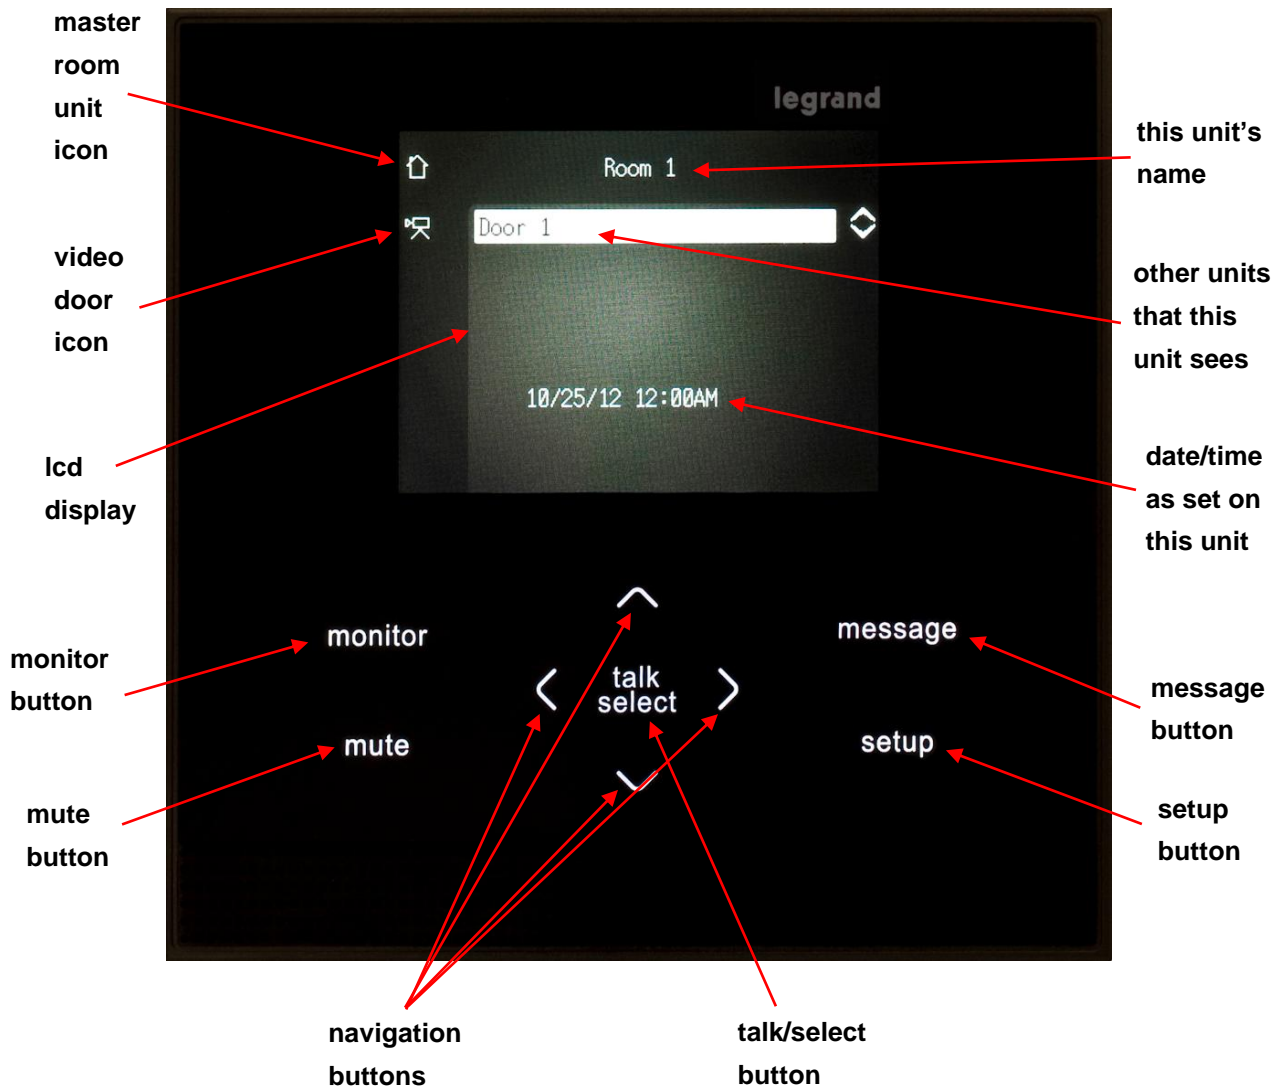 master
room
unit
icon
legrand
this unit's
name
Room 1
video
door
icon
Door 1
other units
that this
unit sees
10/25/12 12:00AM
lcd
display
date/time
as set on
this unit
monitor
message
monitor
button
talk
select
message
button
mute
setup
mute
button
setup
button
navigation
buttons
talk/select
button